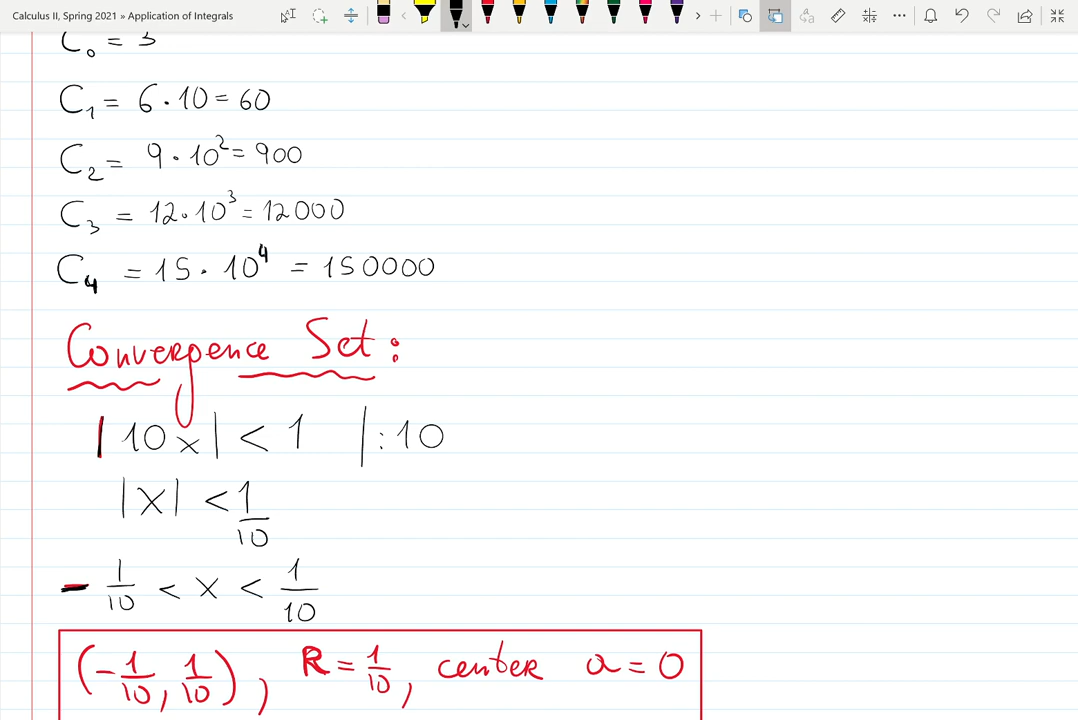 Calculus II, Spring 2021 » Application of Integrals
C₀ = 3
C₁ = 6 · 10 = 60
C₂ = 9 · 10² = 900
C₃ = 12 · 10³ = 12000
C₄ = 15 · 10⁴ = 150000
Convergence Set:
|10x| < 1 | : 10
|x| < 1/10
- 1/10 < x < 1/10
(-1/10, 1/10), R = 1/10, center a = 0